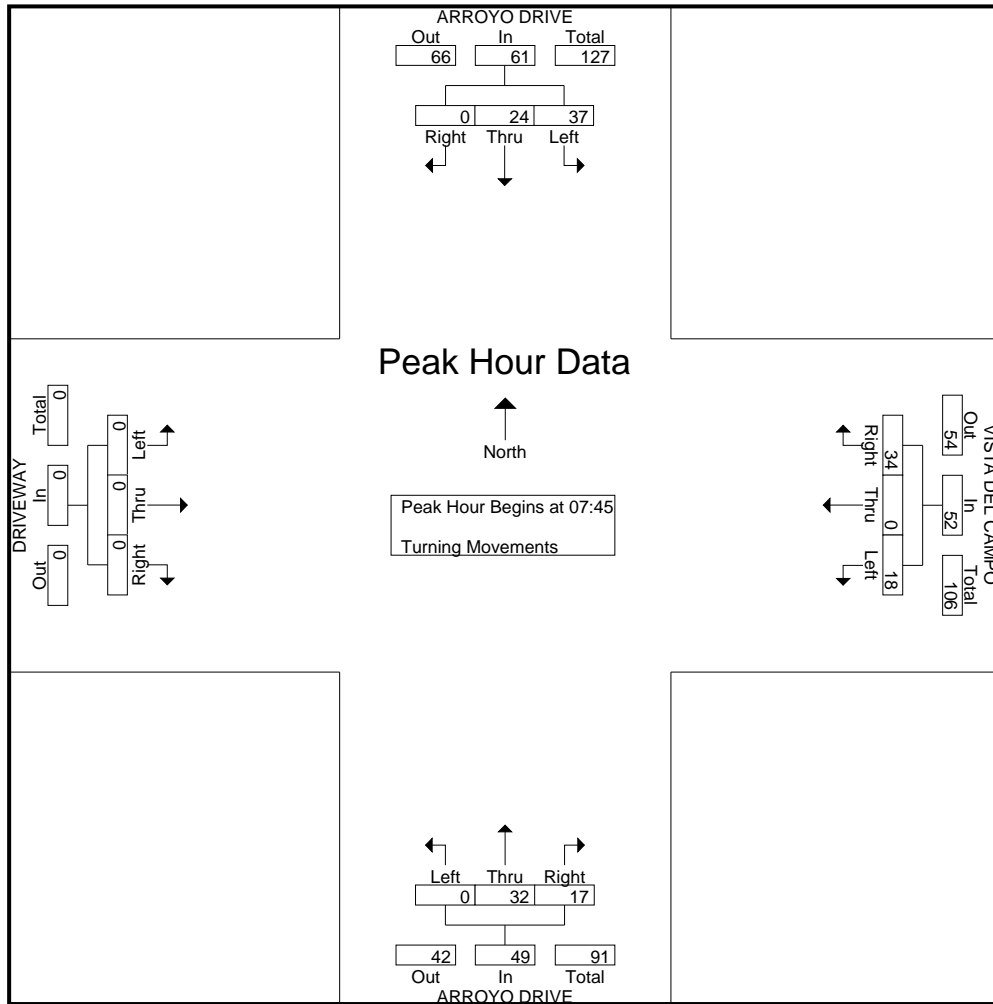 ARROYO DRIVE
Out In Total
66 61 127
0 24 37
Right Thru Left
Peak Hour Data
North
Peak Hour Begins at 07:45
Turning Movements
DRIVEWAY
Out In Total
0 0 0
Right Thru Left
0 0 0
VISTA DEL CAMPO
Out In Total
54 52 106
34 0 18
Right Thru Left
Left Thru Right
0 32 17
42 49 91
Out In Total
ARROYO DRIVE